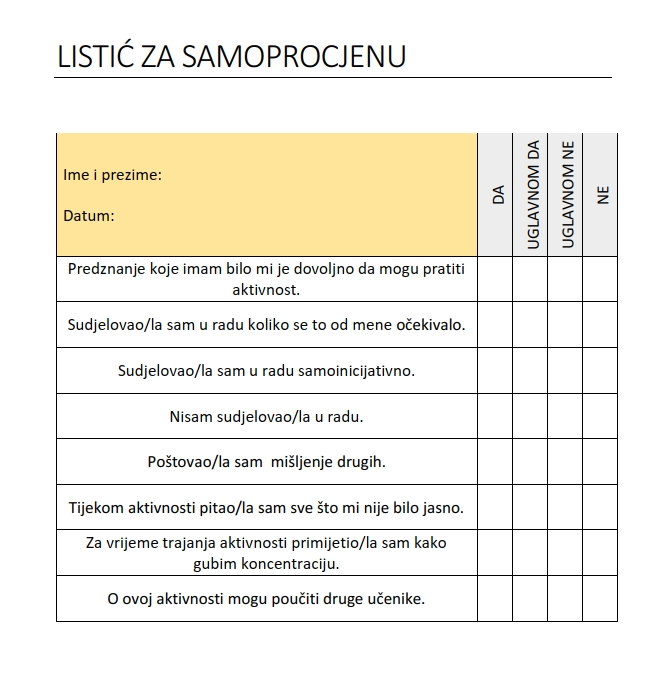 LISTIĆ ZA SAMOPROCJENU
Ime i prezime:
Datum:
DA
UGLAVNOM DA
UGLAVNOM NE
NE
Predznanje koje imam bilo mi je dovoljno da mogu pratiti
aktivnost.
Sudjelovao/la sam u radu koliko se to od mene očekivalo.
Sudjelovao/la sam u radu samoinicijativno.
Nisam sudjelovao/la u radu.
Poštovao/la sam  mišljenje drugih.
Tijekom aktivnosti pitao/la sam sve što mi nije bilo jasno.
Za vrijeme trajanja aktivnosti primijetio/la sam kako
gubim koncentraciju.
O ovoj aktivnosti mogu poučiti druge učenike.